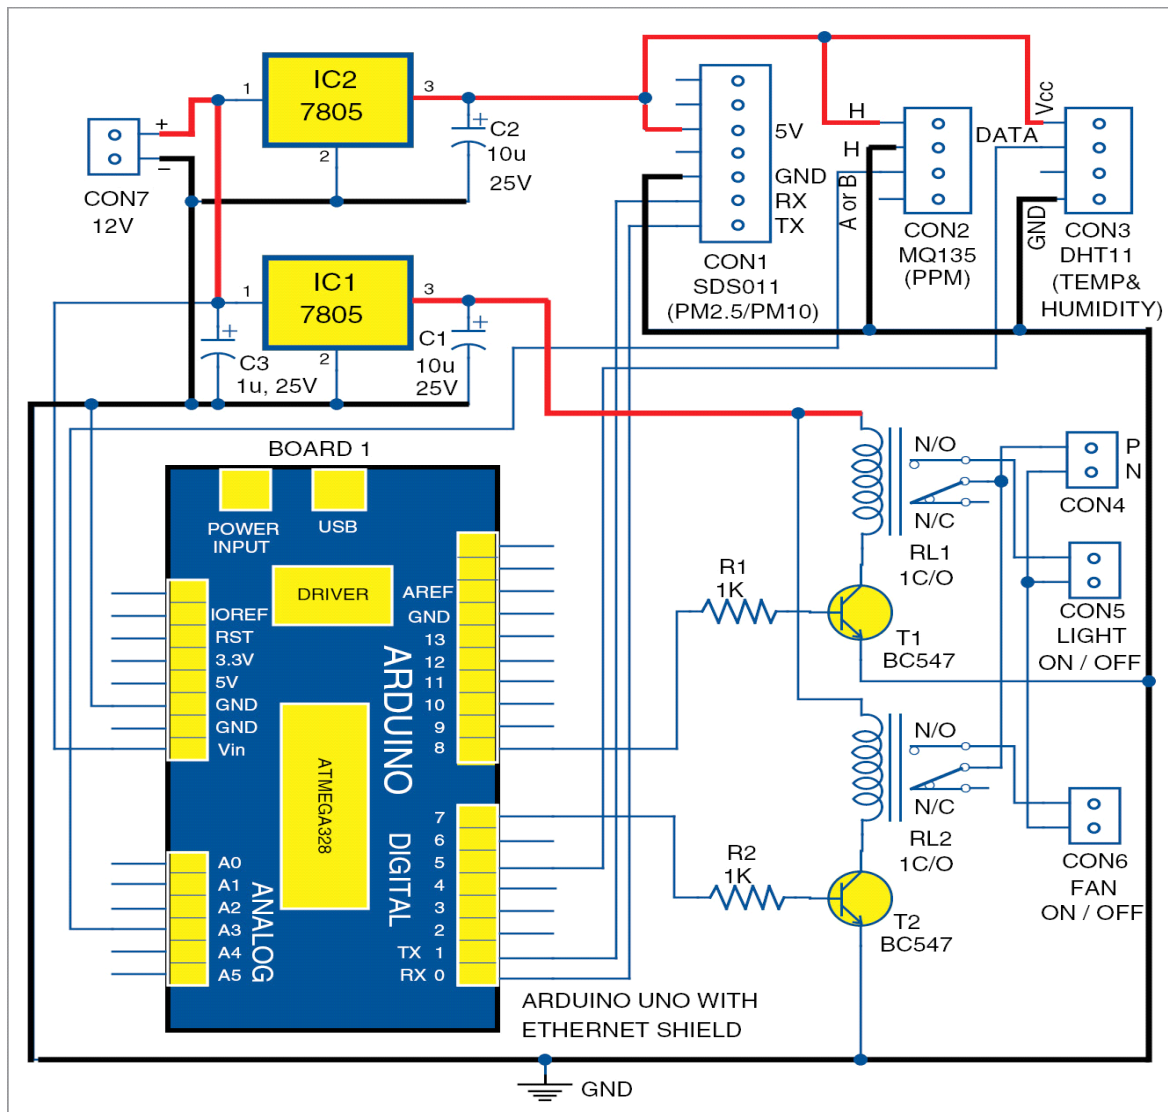 IC2
7805
1
3
2
+
C2
10u
25V
+
–
CON7
12V
IC1
7805
1
3
2
+
C3
1u, 25V
+
C1
10u
25V
5V
GND
RX
TX
CON1
SDS011
(PM2.5/PM10)
H
H
A or B
CON2
MQ135
(PPM)
Vcc
DATA
GND
CON3
DHT11
(TEMP&
HUMIDITY)
BOARD 1
POWER
INPUT
USB
DRIVER
IOREF
RST
3.3V
5V
GND
GND
Vin
AREF
GND
13
12
11
10
9
8
ARDUINO
ATMEGA328
7
6
5
4
3
2
TX 1
RX 0
DIGITAL
A0
A1
A2
A3
A4
A5
ANALOG
ARDUINO UNO WITH
ETHERNET SHIELD
R1
1K
T1
BC547
N/O
N/C
RL1
1C/O
P
N
CON4
CON5
LIGHT
ON / OFF
R2
1K
T2
BC547
N/O
N/C
RL2
1C/O
CON6
FAN
ON / OFF
GND